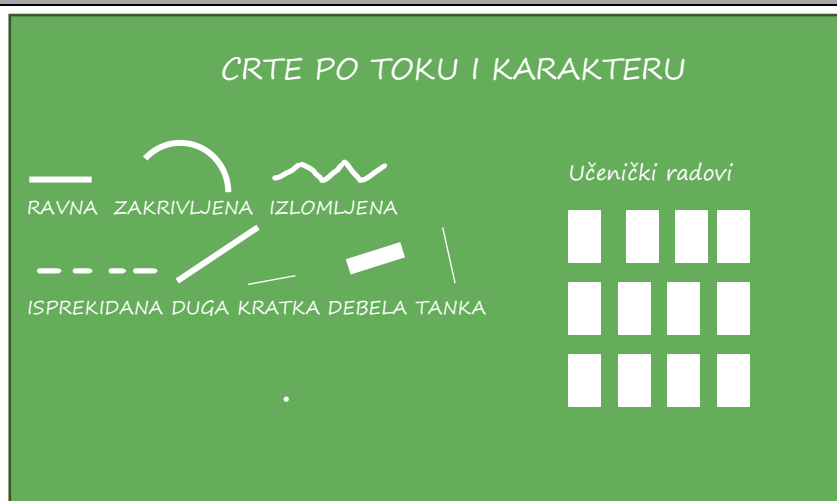 CRTE PO TOKU I KARAKTERU
RAVNA ZAKRIVLJENA IZLOMLJENA
ISPREKIDANA DUGA KRATKA DEBELA TANKA
Učenički radovi